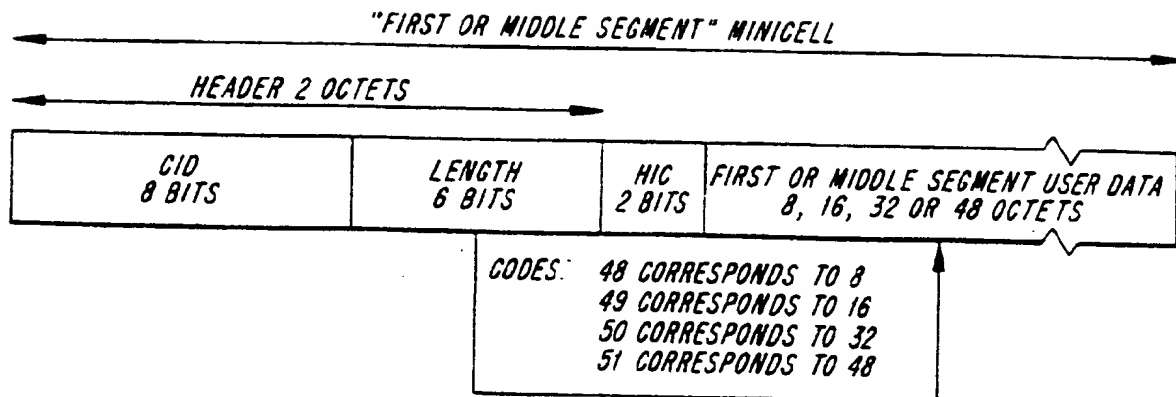 "FIRST OR MIDDLE SEGMENT" MINICELL
HEADER 2 OCTETS
CID
8 BITS
LENGTH
6 BITS
HIC
2 BITS
FIRST OR MIDDLE SEGMENT USER DATA
8, 16, 32 OR 48 OCTETS
CODES: 48 CORRESPONDS TO 8
49 CORRESPONDS TO 16
50 CORRESPONDS TO 32
51 CORRESPONDS TO 48